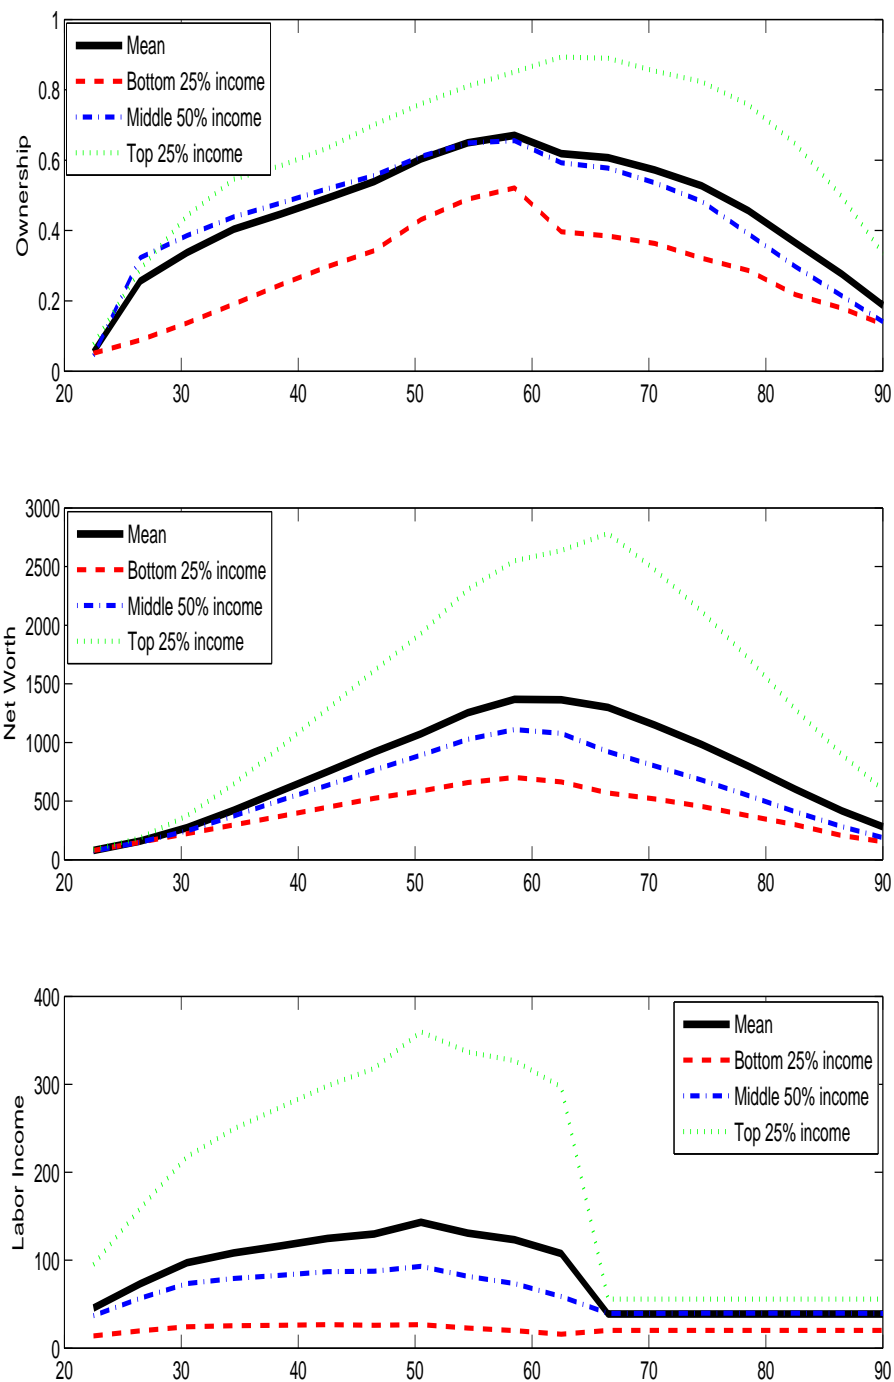 1
0.8
0.6
0.4
0.2
0
Ownership
Mean
Bottom 25% income
Middle 50% income
Top 25% income
20 30 40 50 60 70 80 90
3000
2500
2000
1500
1000
500
0
Net Worth
Mean
Bottom 25% income
Middle 50% income
Top 25% income
20 30 40 50 60 70 80 90
400
300
200
100
0
Labor Income
Mean
Bottom 25% income
Middle 50% income
Top 25% income
20 30 40 50 60 70 80 90